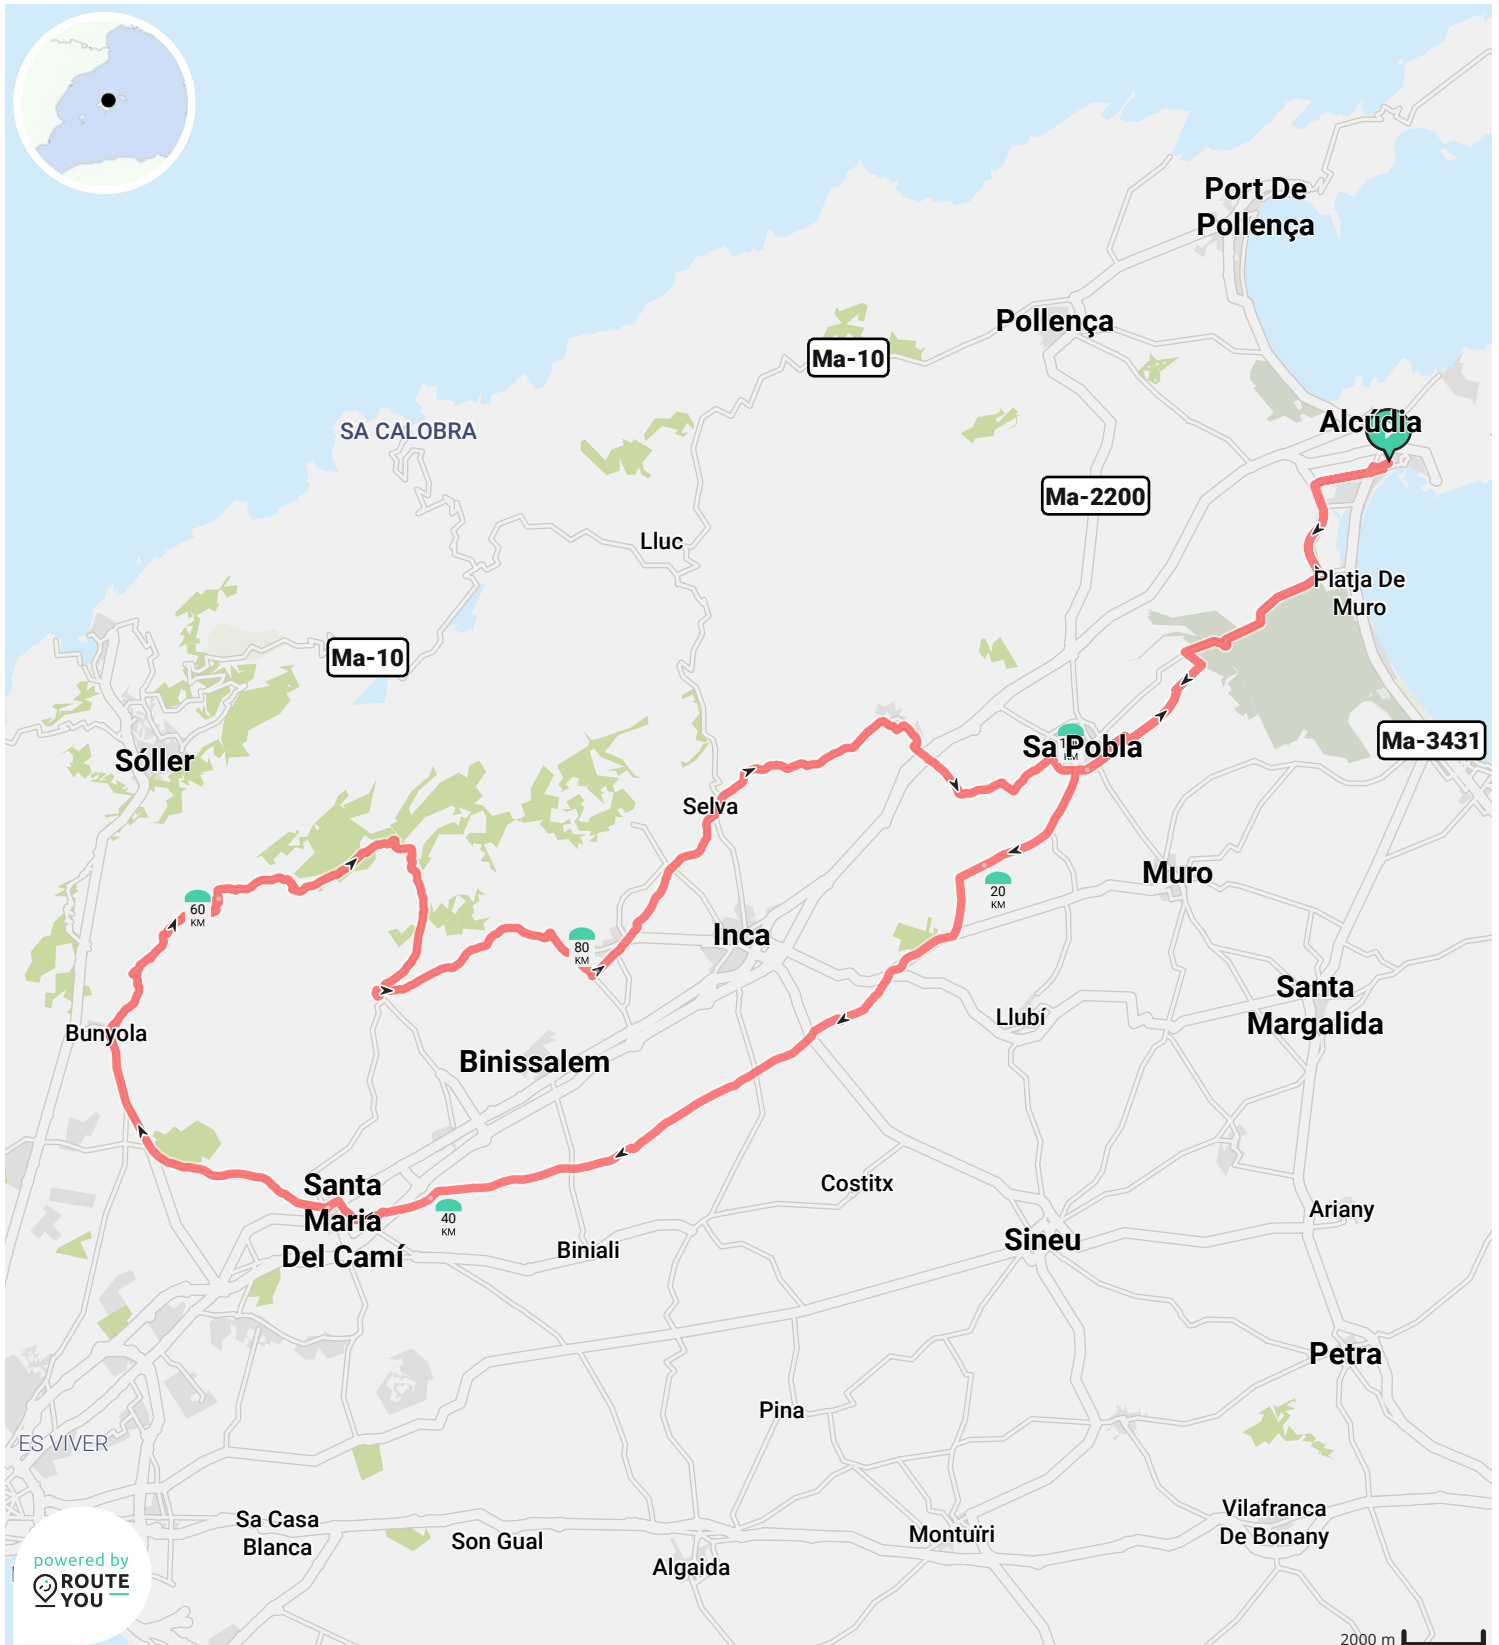 Port De
Pollença
Pollença
Ma-10
Alcúdia
SA CALOBRA
Ma-2200
Lluc
Platja De
Muro
Ma-10
Sóller
Sa Pobla
KM
Ma-3431
Selva
Muro
20
KM
60
KM
Inca
80
KM
Santa
Margalida
Llubí
Bunyola
Binissalem
Santa
Maria
Del Camí
Costitx
40
KM
Ariany
Sineu
Biniali
Petra
Pina
ES VIVER
Sa Casa
Blanca
Son Gual
Montuïri
Vilafranca
De Bonany
Algaida
powered by
ROUTE
YOU
2000 m